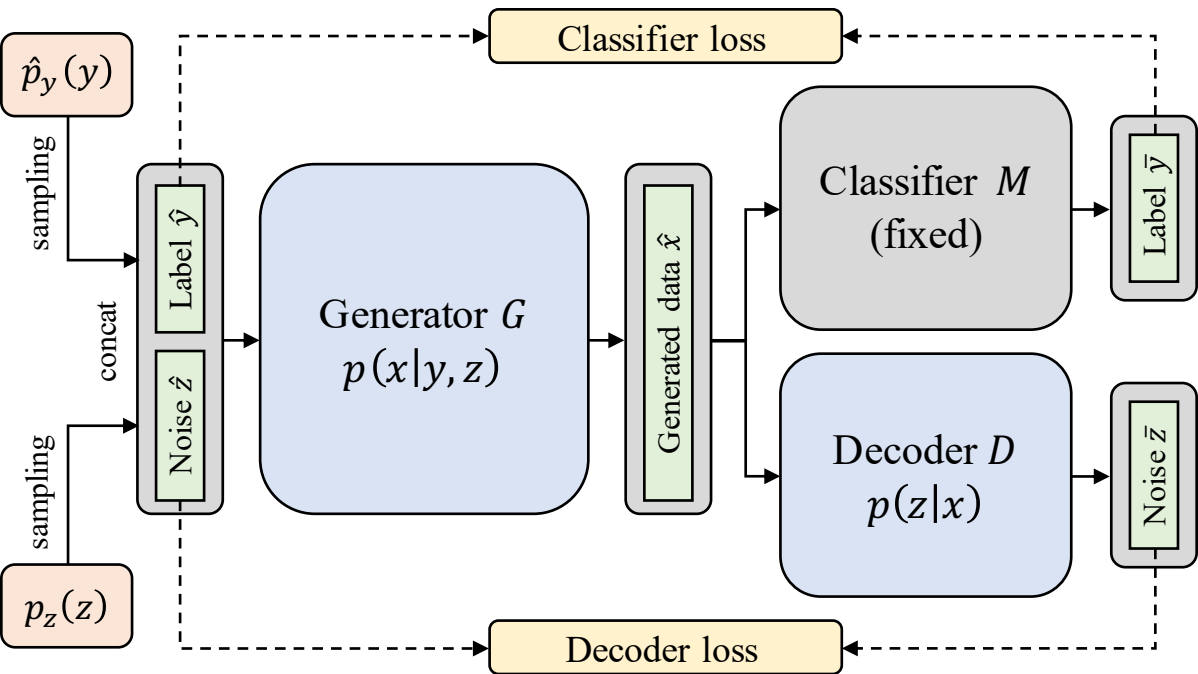 Classifier loss
p̂_y(y)
sampling
concat
sampling
p_z(z)
Label ŷ
Noise ẑ
Generator G
p(x|y, z)
Generated data x̂
Classifier M
(fixed)
Decoder D
p(z|x)
Label ȳ
Noise z̄
Decoder loss